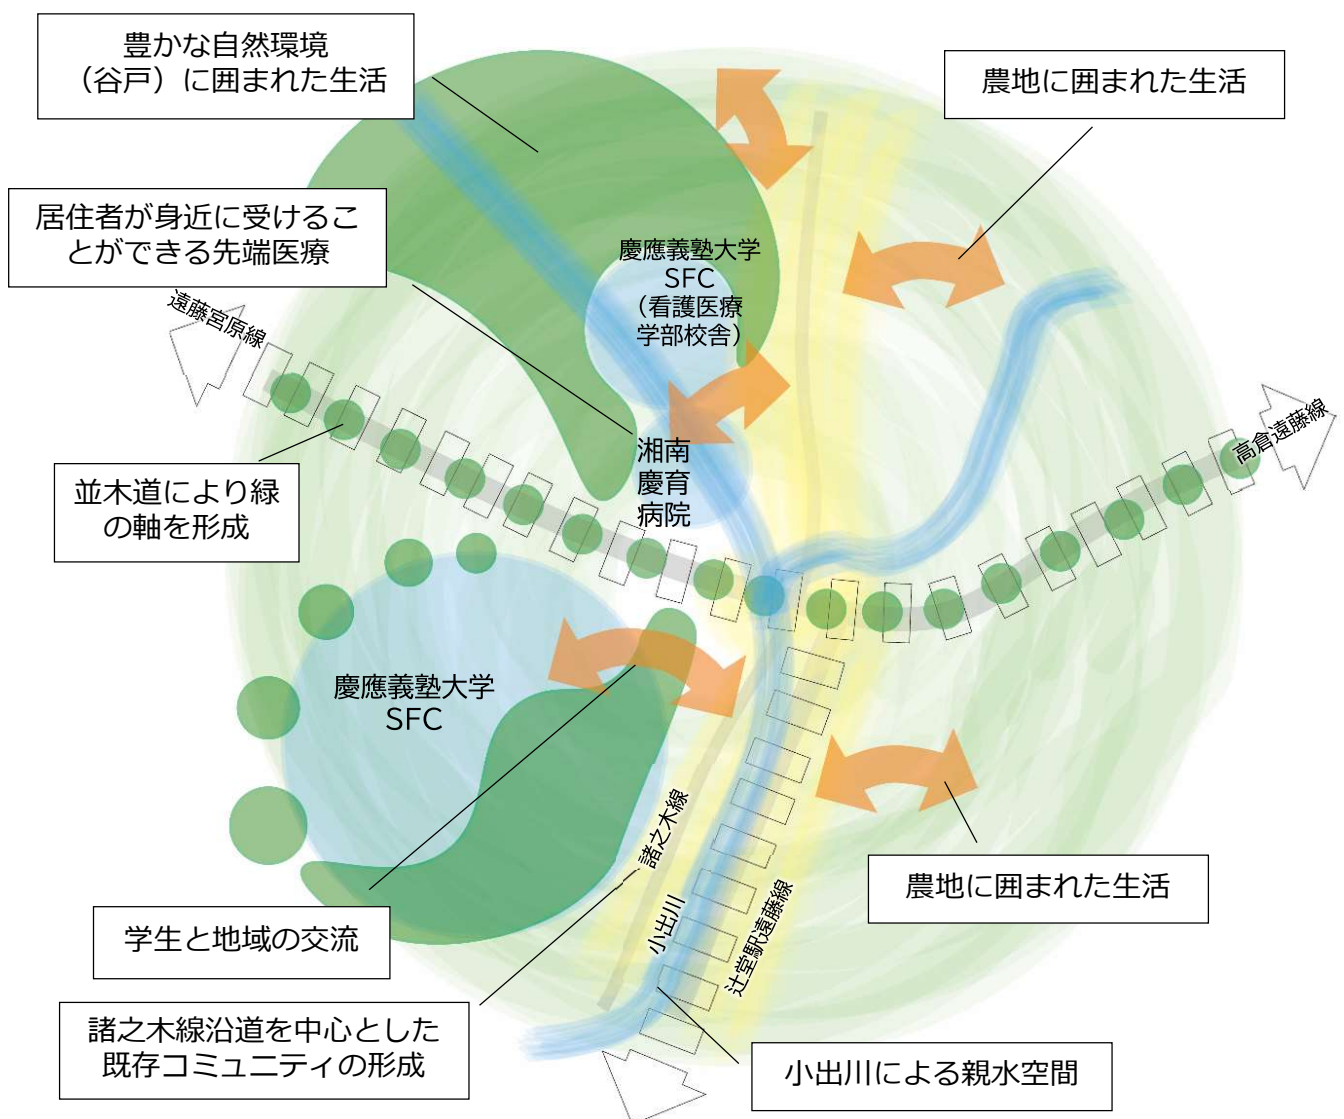 豊かな自然環境
（谷戸）に囲まれた生活
農地に囲まれた生活
居住者が身近に受けるこ
とができる先端医療
慶應義塾大学
SFC
（看護医療
学部校舎）
遠藤宮原線
高倉遠藤線
湘南
慶育
病院
並木道により緑
の軸を形成
慶應義塾大学
SFC
諸之木線
小出川
辻堂駅遠藤線
農地に囲まれた生活
学生と地域の交流
諸之木線沿道を中心とした
既存コミュニティの形成
小出川による親水空間